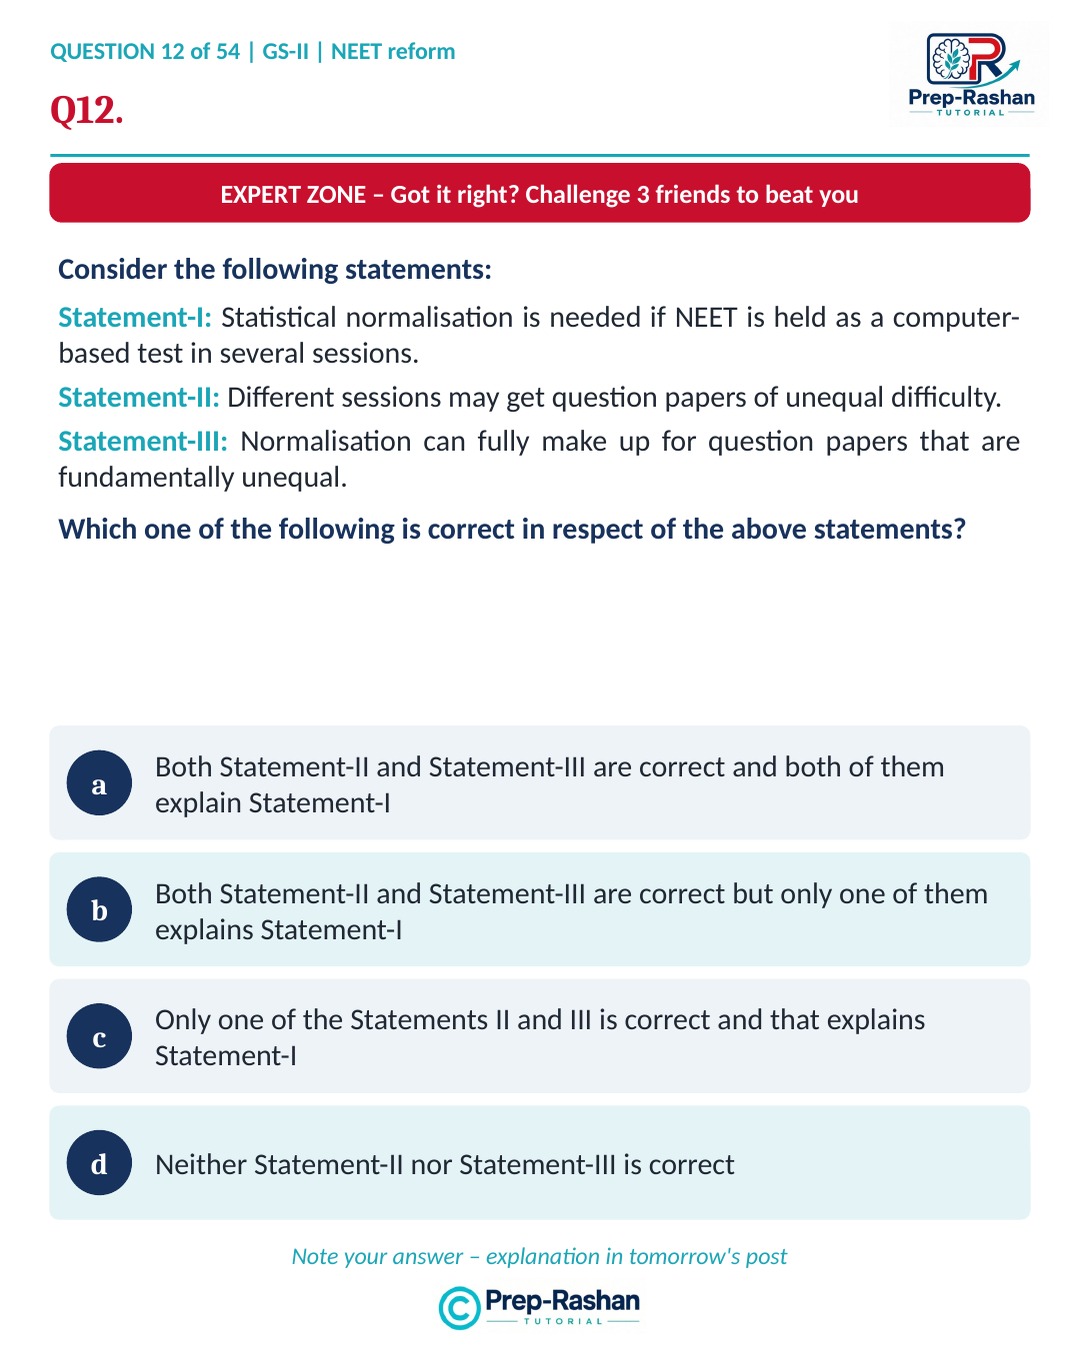 QUESTION 12 of 54 | GS-II | NEET reform
Q12.
Prep-Rashan
TUTORIAL
EXPERT ZONE – Got it right? Challenge 3 friends to beat you
Consider the following statements:
Statement-I: Statistical normalisation is needed if NEET is held as a computer-
based test in several sessions.
Statement-II: Different sessions may get question papers of unequal difficulty.
Statement-III: Normalisation can fully make up for question papers that are
fundamentally unequal.
Which one of the following is correct in respect of the above statements?
a
Both Statement-II and Statement-III are correct and both of them
explain Statement-I
b
Both Statement-II and Statement-III are correct but only one of them
explains Statement-I
c
Only one of the Statements II and III is correct and that explains
Statement-I
d
Neither Statement-II nor Statement-III is correct
Note your answer – explanation in tomorrow's post
© Prep-Rashan
TUTORIAL